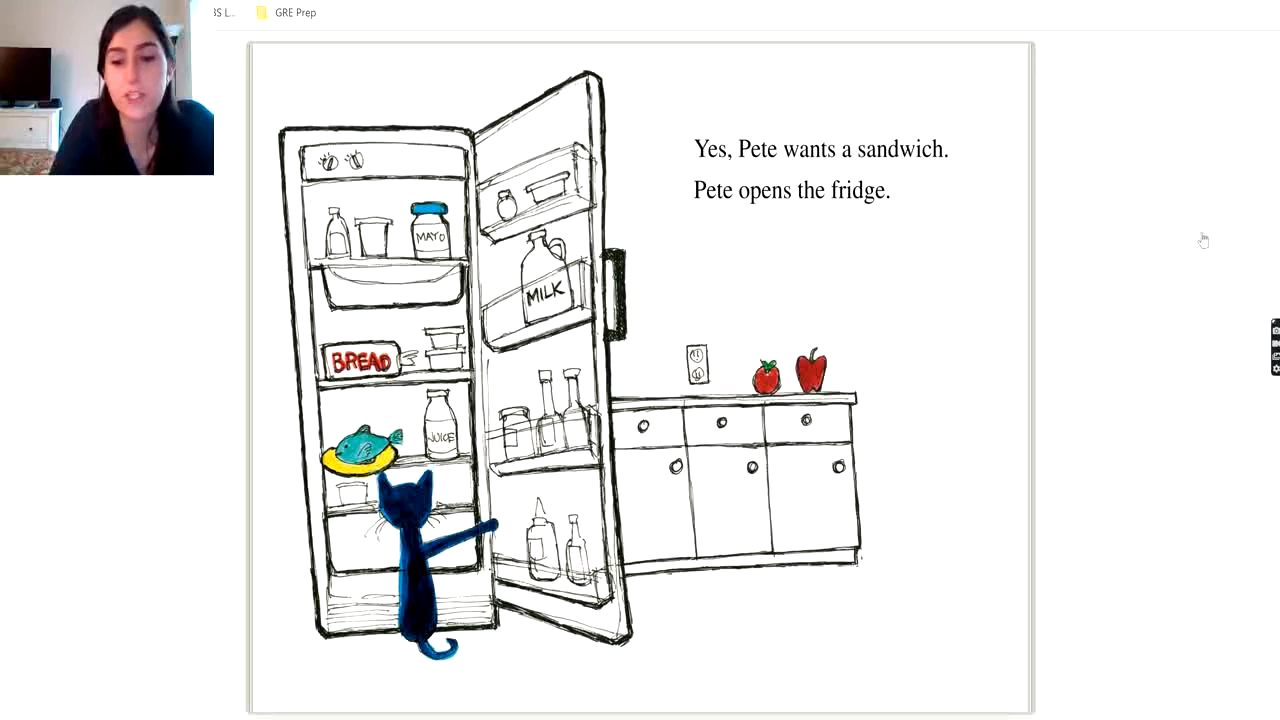 GRE Prep
Yes, Pete wants a sandwich.
Pete opens the fridge.
MAYO
MILK
BREAD
JUICE